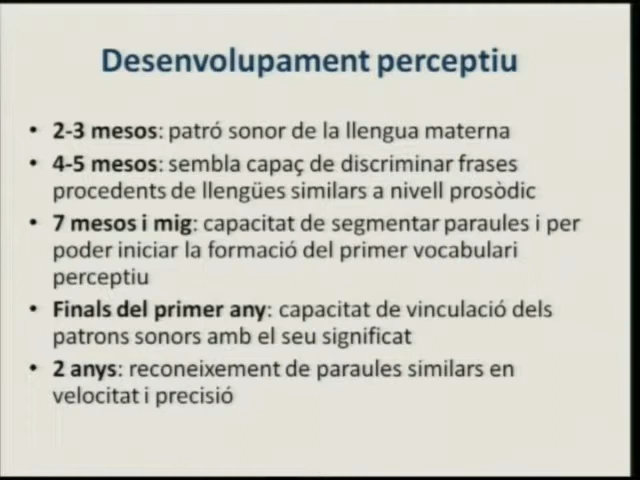 Desenvolupament perceptiu
• 2-3 mesos: patró sonor de la llengua materna
• 4-5 mesos: sembla capaç de discriminar frases
procedents de llengües similars a nivell prosòdic
• 7 mesos i mig: capacitat de segmentar paraules i per
poder iniciar la formació del primer vocabulari
perceptiu
• Finals del primer any: capacitat de vinculació dels
patrons sonors amb el seu significat
• 2 anys: reconeixement de paraules similars en
velocitat i precisió